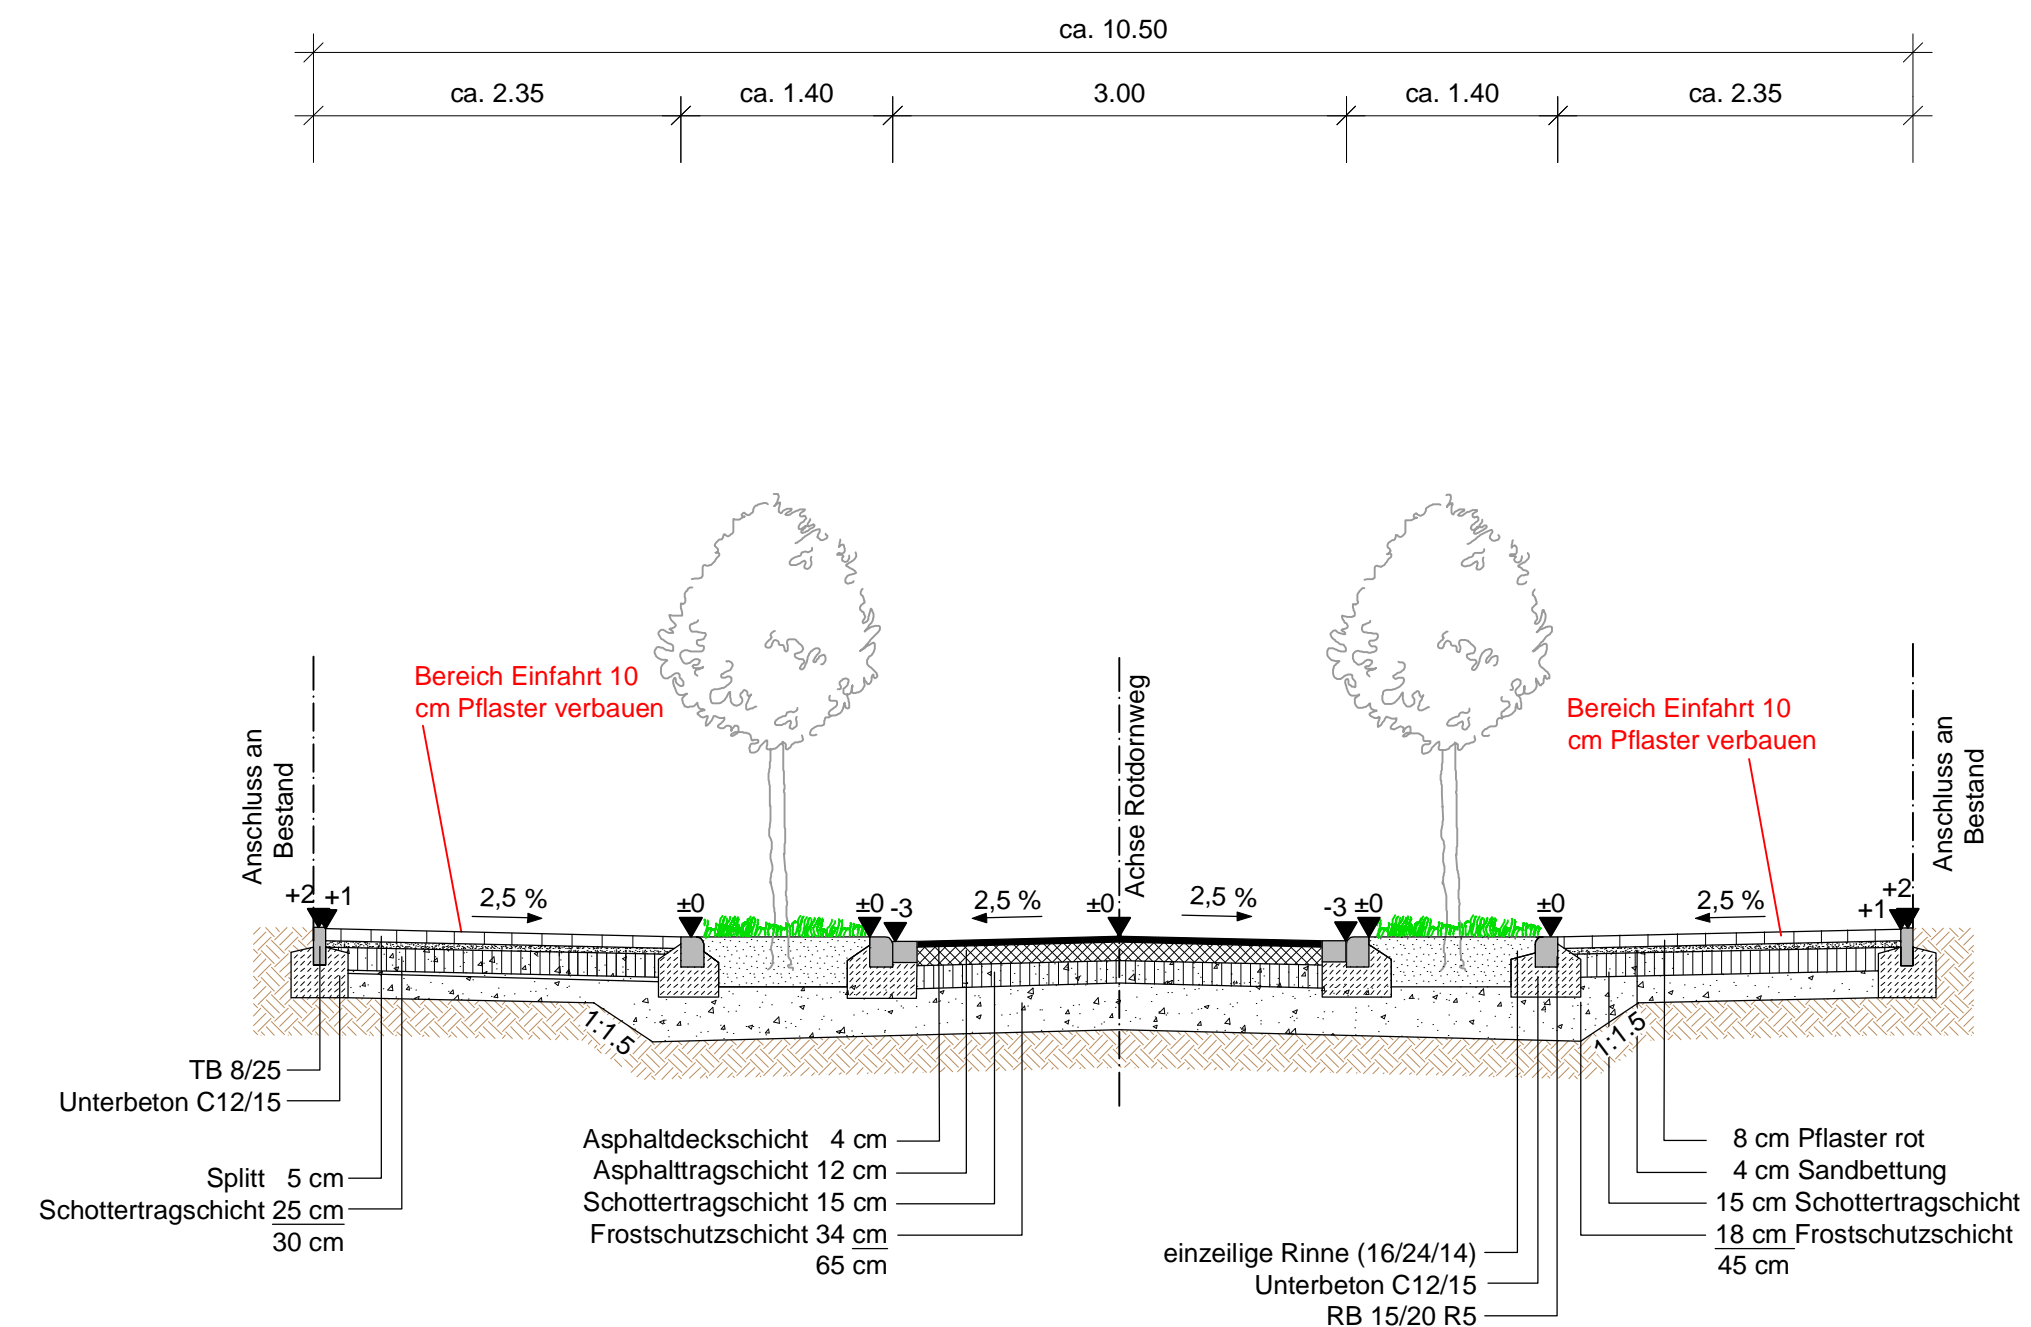 ca. 10.50
ca. 2.35
ca. 1.40
3.00
ca. 1.40
ca. 2.35
Bereich Einfahrt 10
cm Pflaster verbauen
Bereich Einfahrt 10
cm Pflaster verbauen
Anschluss an
Bestand
Achse Rotdornweg
Anschluss an
Bestand
+2
+1
2,5 %
±0
±0
-3
2,5 %
±0
2,5 %
-3
±0
±0
2,5 %
+1
+2
1:1.5
1:1.5
TB 8/25
Unterbeton C12/15
Splitt 5 cm
Schottertragschicht 25 cm
30 cm
Asphaltdeckschicht 4 cm
Asphalttragschicht 12 cm
Schottertragschicht 15 cm
Frostschutzschicht 34 cm
65 cm
einzeilige Rinne (16/24/14)
Unterbeton C12/15
RB 15/20 R5
8 cm Pflaster rot
4 cm Sandbettung
15 cm Schottertragschicht
18 cm Frostschutzschicht
45 cm